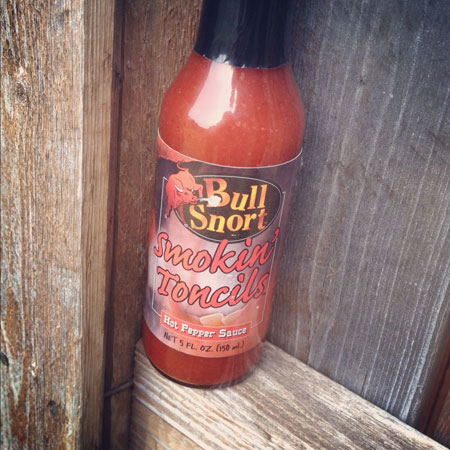 Bull
Snort
Smokin'
Toncils
Hot Pepper Sauce
NET 5 FL. OZ. (150 mL)